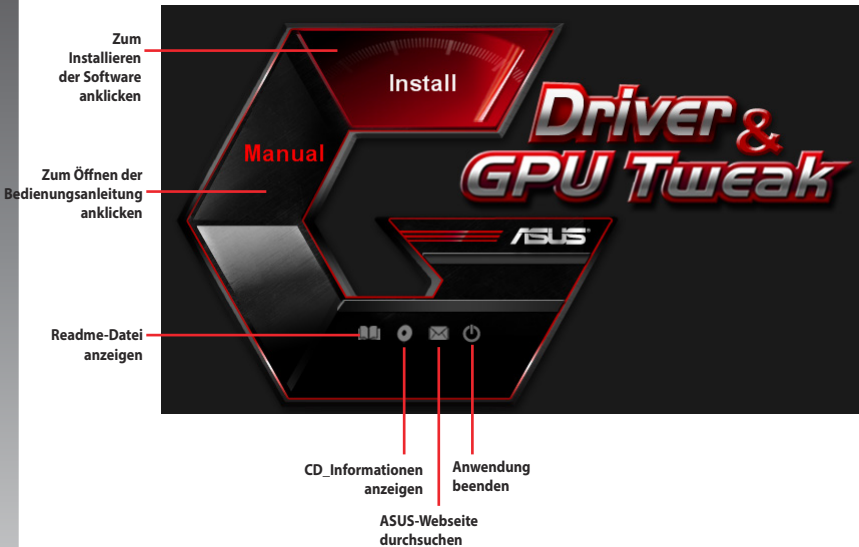 Zum
Installieren
der Software
anklicken
Install
Driver &
GPU Tweak
Manual
Zum Öffnen der
Bedienungsanleitung
anklicken
ASUS
Readme-Datei
anzeigen
CD_Informationen
anzeigen
Anwendung
beenden
ASUS-Webseite
durchsuchen